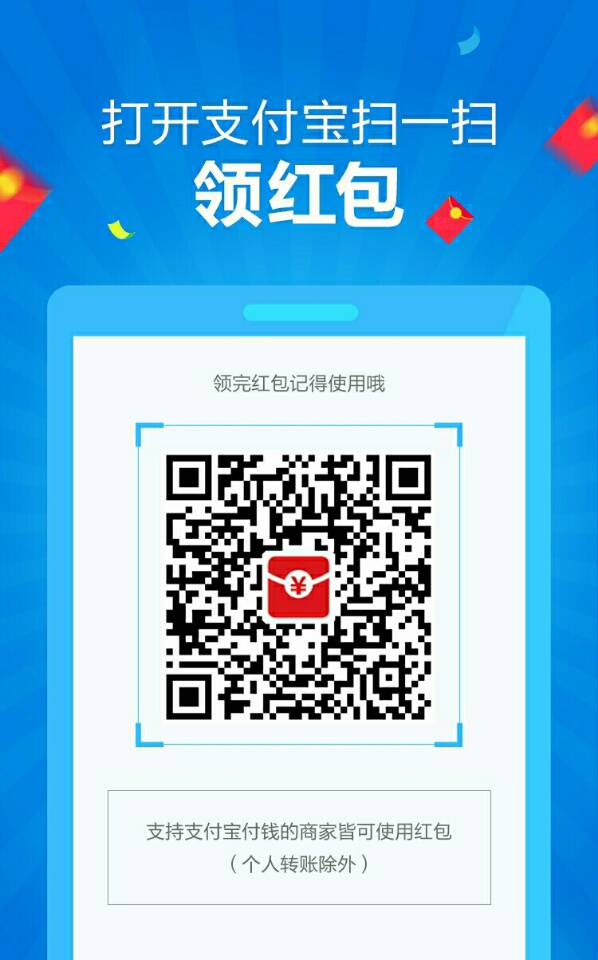 打开支付宝扫一扫
领红包
领完红包记得使用哦
¥
支持支付宝付钱的商家皆可使用红包
（个人转账除外）